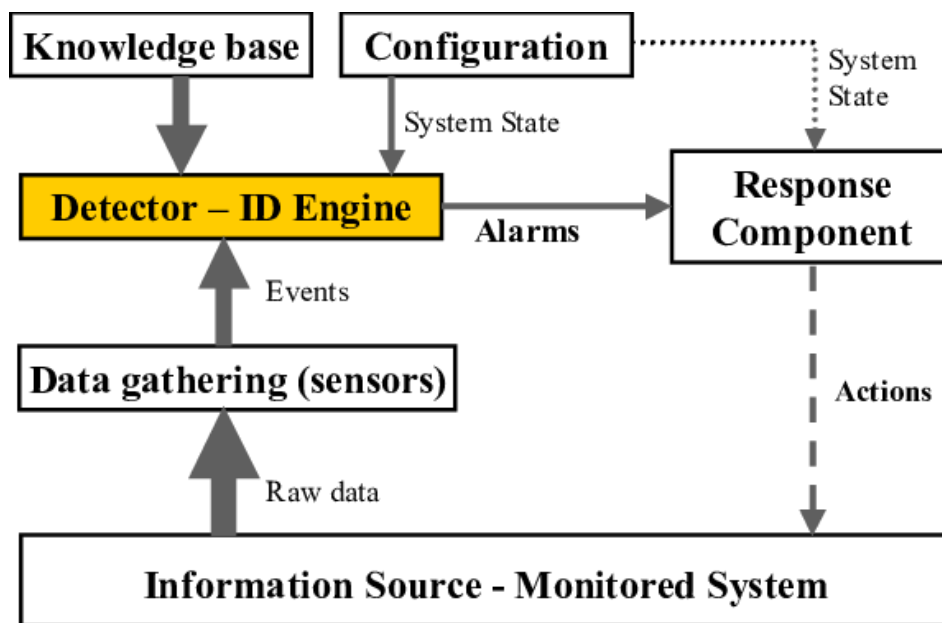 Knowledge base
Configuration
System
State
System State
Detector – ID Engine
Alarms
Response
Component
Events
Data gathering (sensors)
Actions
Raw data
Information Source - Monitored System